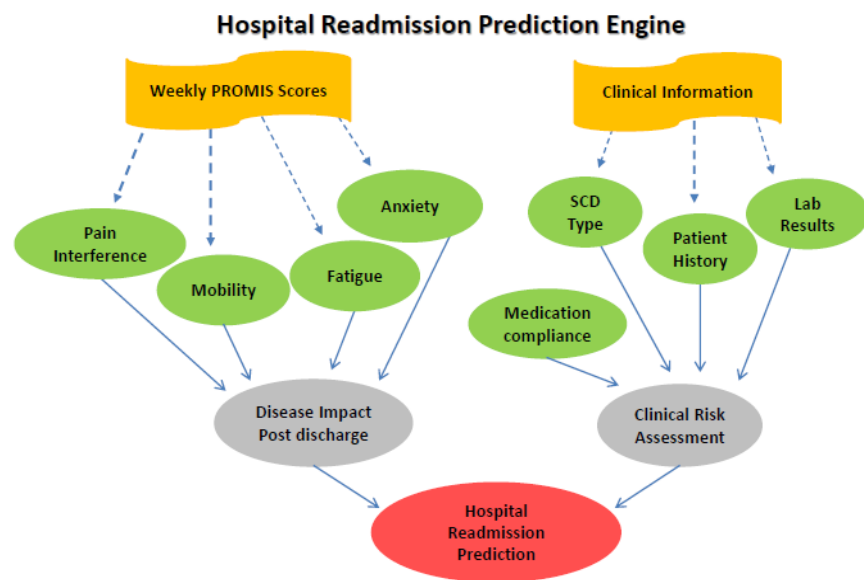 Hospital Readmission Prediction Engine
Weekly PROMIS Scores
Clinical Information
Pain
Interference
Mobility
Fatigue
Anxiety
SCD
Type
Patient
History
Lab
Results
Medication
compliance
Disease Impact
Post discharge
Clinical Risk
Assessment
Hospital
Readmission
Prediction